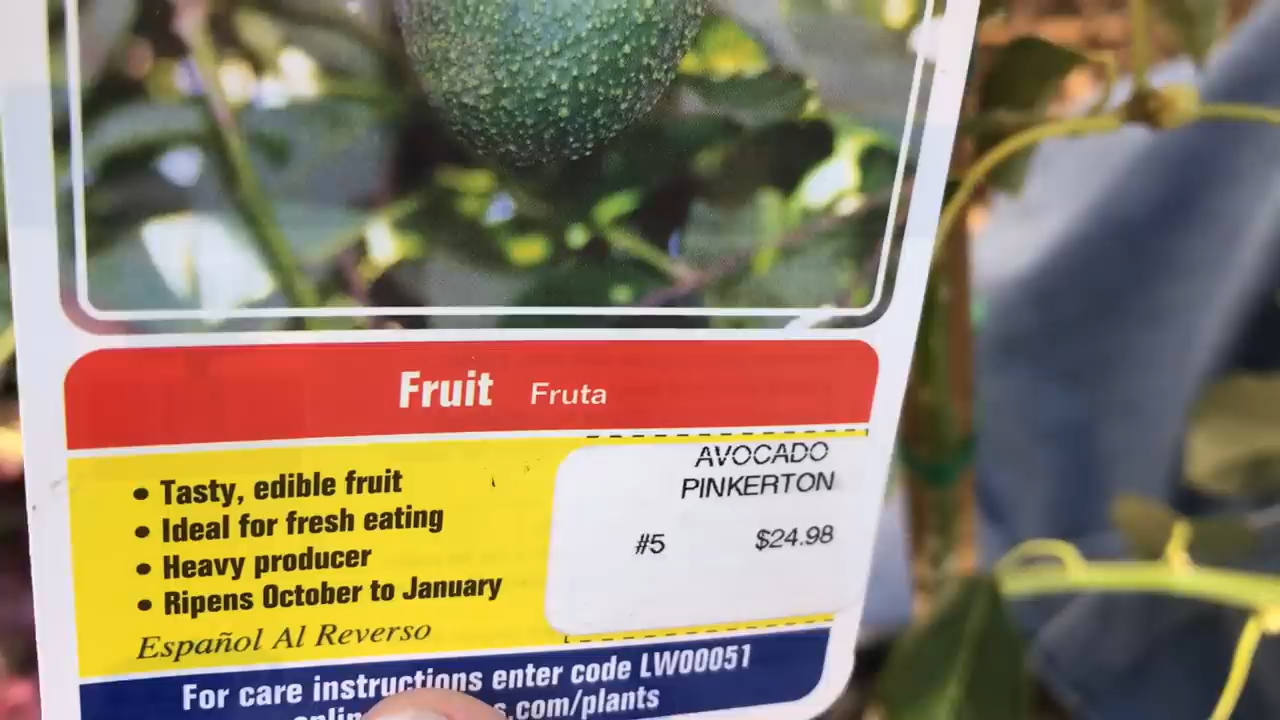 Fruit Fruta
• Tasty, edible fruit
• Ideal for fresh eating
• Heavy producer
• Ripens October to January
Español Al Reverso
AVOCADO
PINKERTON
#5 $24.98
For care instructions enter code LW00051
.com/plants